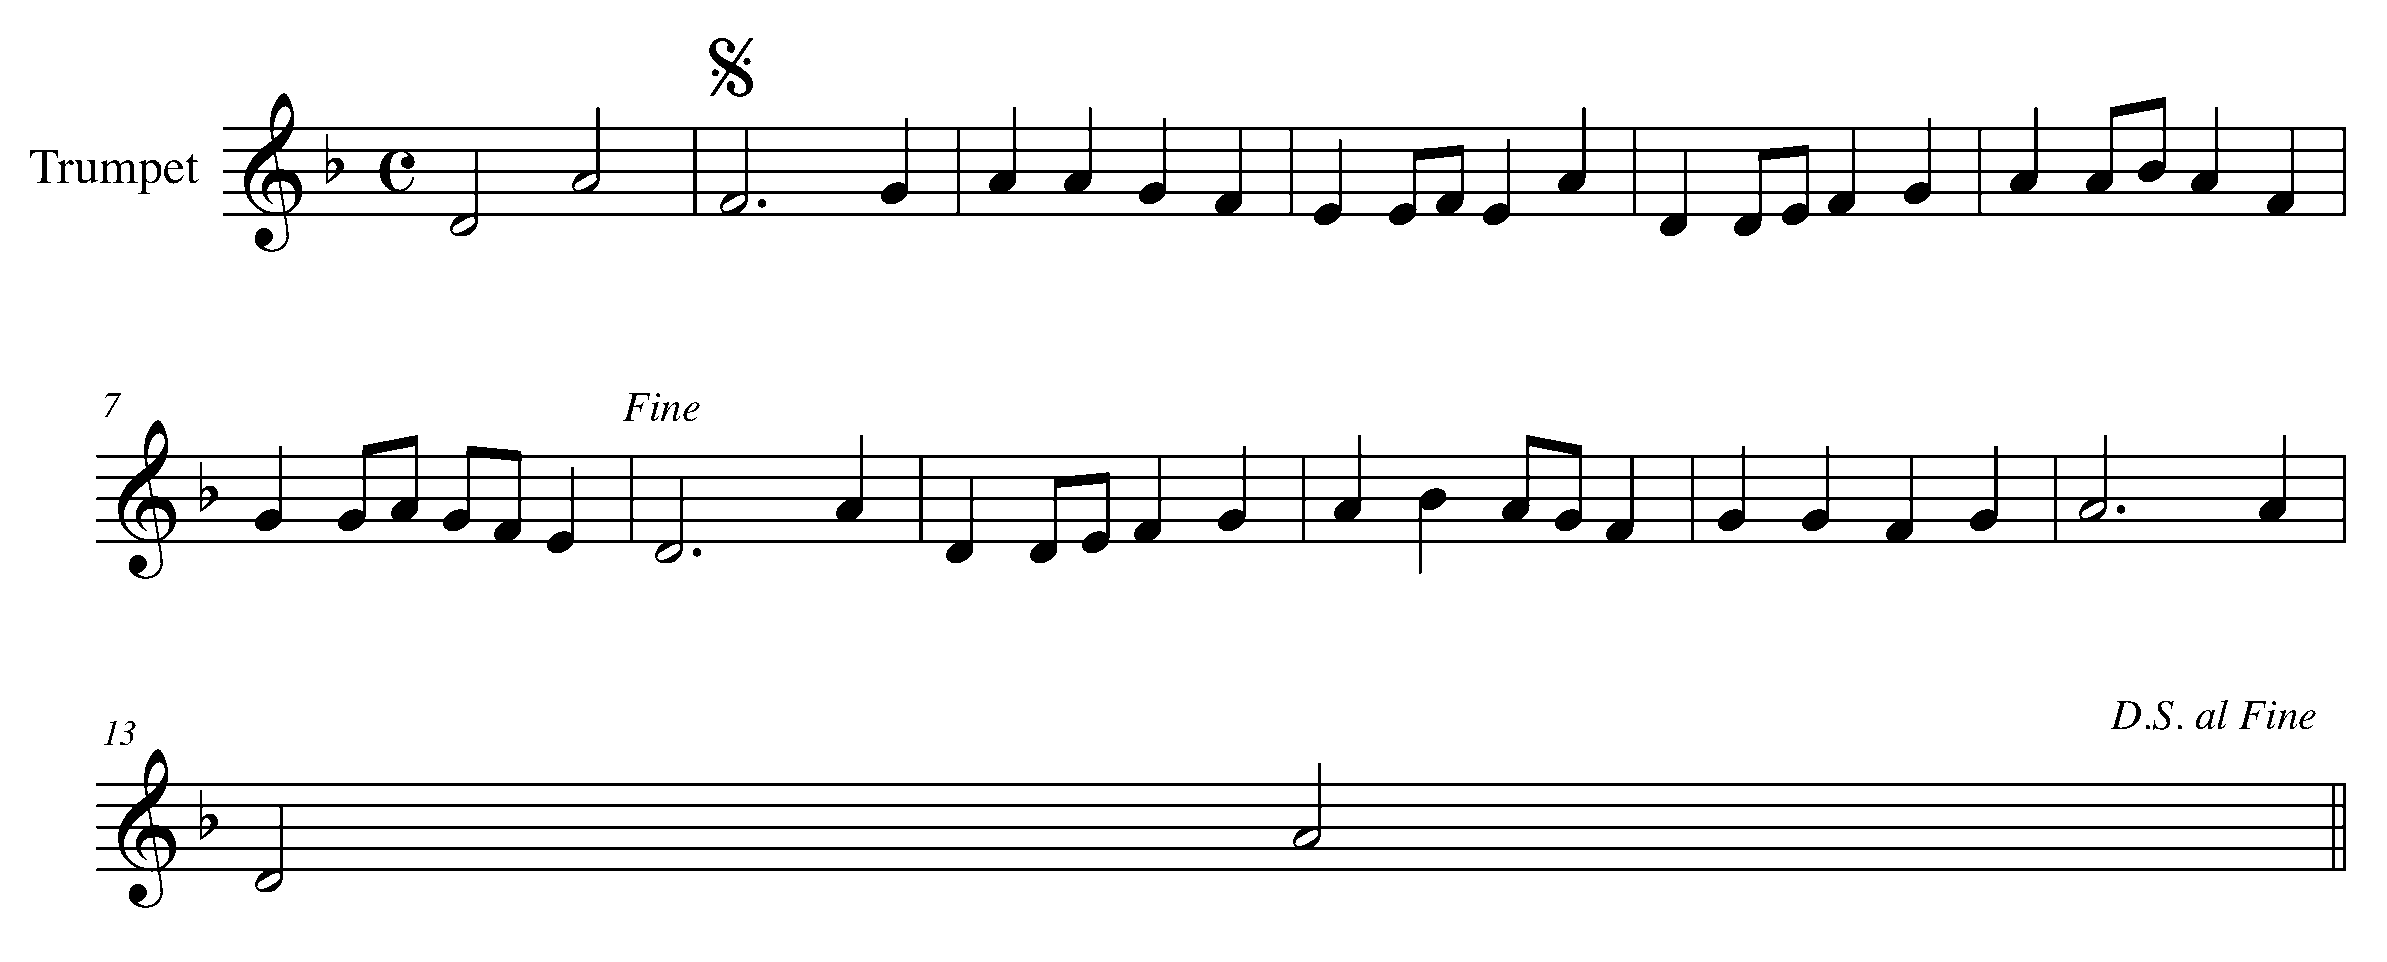 Trumpet
7
Fine
13
D.S. al Fine